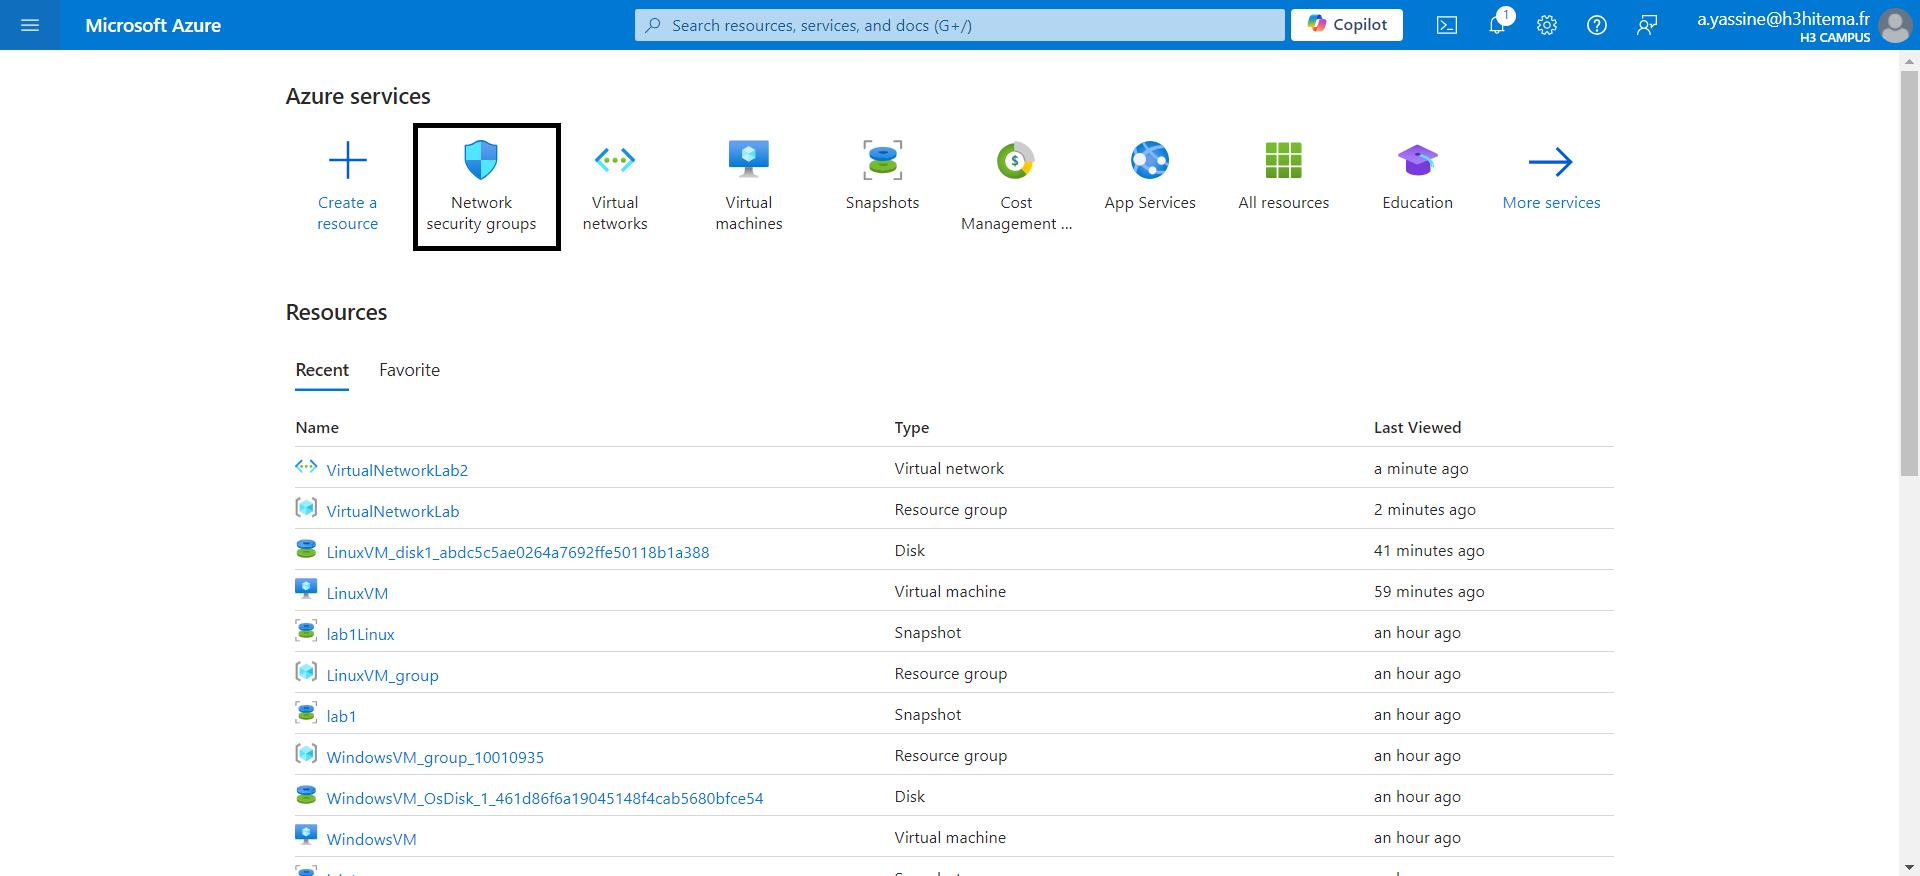 Microsoft Azure
Search resources, services, and docs (G+/)
Copilot
1
a.yassine@h3hitema.fr
H3 CAMPUS
Azure services
Create a
resource
Network
security groups
Virtual
networks
Virtual
machines
Snapshots
Cost
Management ...
App Services
All resources
Education
More services
Resources
Recent Favorite
Name Type Last Viewed
VirtualNetworkLab2 Virtual network a minute ago
VirtualNetworkLab Resource group 2 minutes ago
LinuxVM_disk1_abdc5c5ae0264a7692ffe50118b1a388 Disk 41 minutes ago
LinuxVM Virtual machine 59 minutes ago
lab1Linux Snapshot an hour ago
LinuxVM_group Resource group an hour ago
lab1 Snapshot an hour ago
WindowsVM_group_10010935 Resource group an hour ago
WindowsVM_OsDisk_1_461d86f6a19045148f4cab5680bfce54 Disk an hour ago
WindowsVM Virtual machine an hour ago